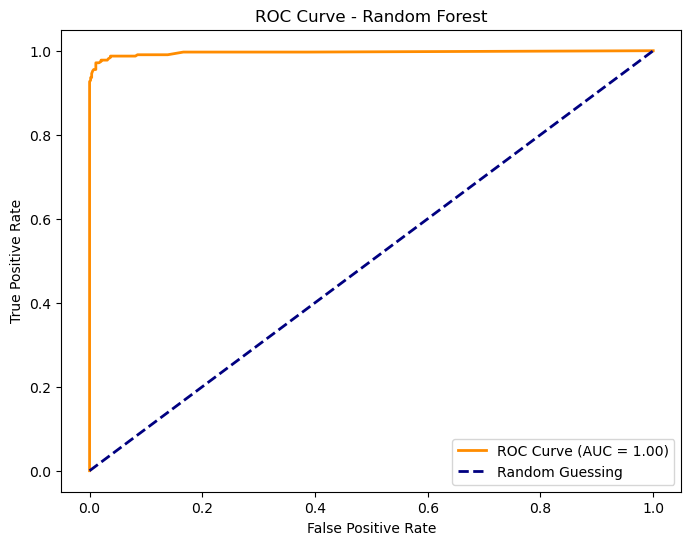 ROC Curve - Random Forest
True Positive Rate
1.0
0.8
0.6
0.4
0.2
0.0
ROC Curve (AUC = 1.00)
Random Guessing
0.0 0.2 0.4 0.6 0.8 1.0
False Positive Rate